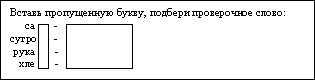 Вставь пропущенную букву, подбери проверочное слово:
са -
сугро -
рука -
хле -